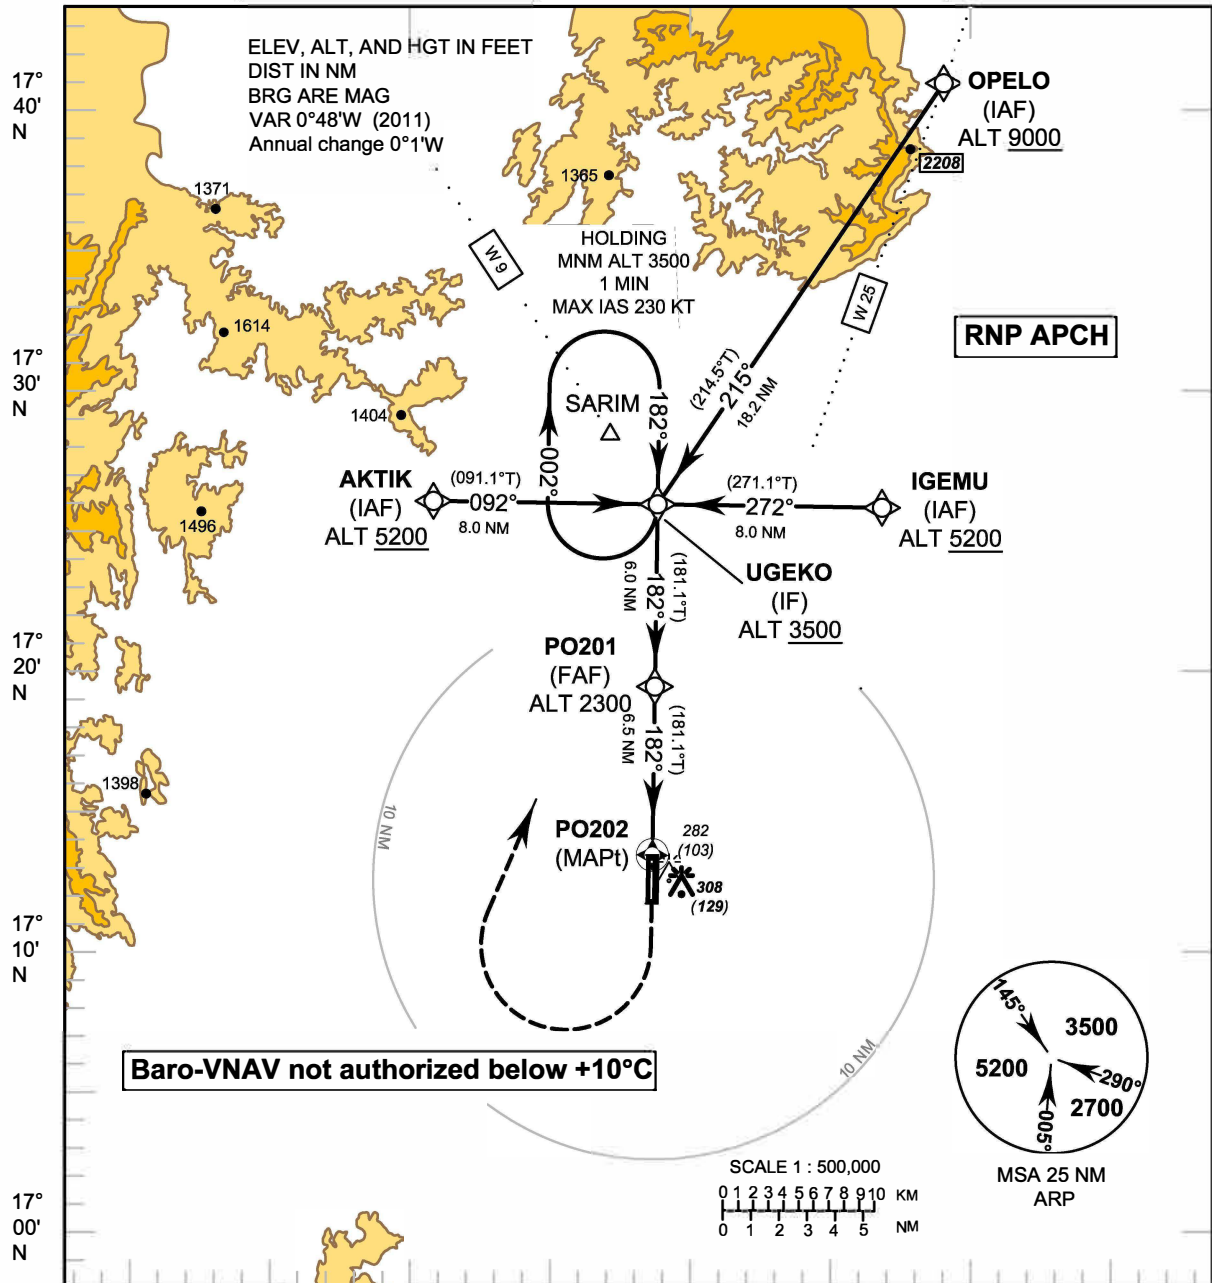 ELEV, ALT, AND HGT IN FEET
DIST IN NM
BRG ARE MAG
VAR 0°48'W (2011)
Annual change 0°1'W
17°
40'
N
OPELO
(IAF)
ALT 9000
2208
1365
1371
HOLDING
MNM ALT 3500
1 MIN
MAX IAS 230 KT
W 9
W 25
RNP APCH
1614
17°
30'
N
(214.5°T)
215°
18.2 NM
1404
SARIM
182°
002°
AKTIK
(IAF)
ALT 5200
(091.1°T)
092°
8.0 NM
(271.1°T)
272°
8.0 NM
IGEMU
(IAF)
ALT 5200
1496
UGEKO
(IF)
ALT 3500
6.0 NM
182°
(181.1°T)
17°
20'
N
PO201
(FAF)
ALT 2300
6.5 NM
182°
(181.1°T)
1398
10 NM
PO202
(MAPt)
282
(103)
308
(129)
17°
10'
N
Baro-VNAV not authorized below +10°C
10 NM
145°
3500
5200
290°
2700
005°
MSA 25 NM
ARP
SCALE 1 : 500,000
0 1 2 3 4 5 6 7 8 9 10 KM
0 1 2 3 4 5 NM
17°
00'
N